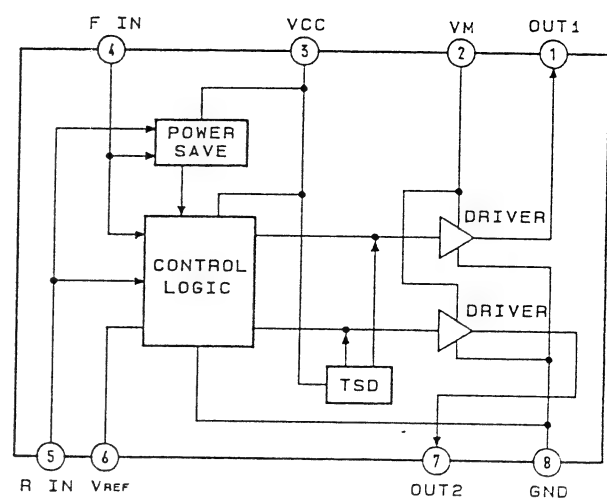 F IN
VCC
VM
OUT1
4
3
2
1
POWER
SAVE
DRIVER
CONTROL
LOGIC
DRIVER
TSD
5
6
7
8
R IN
VREF
OUT2
GND